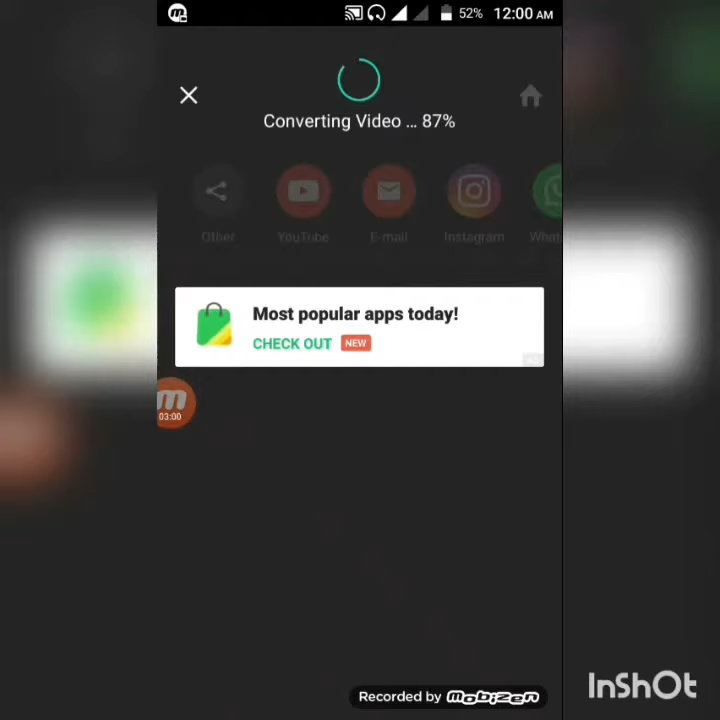 52% 12:00 AM
Converting Video ... 87%
Other YouTube E-mail Instagram What
Most popular apps today!
CHECK OUT NEW
03:00
Recorded by mobizen
InShOt